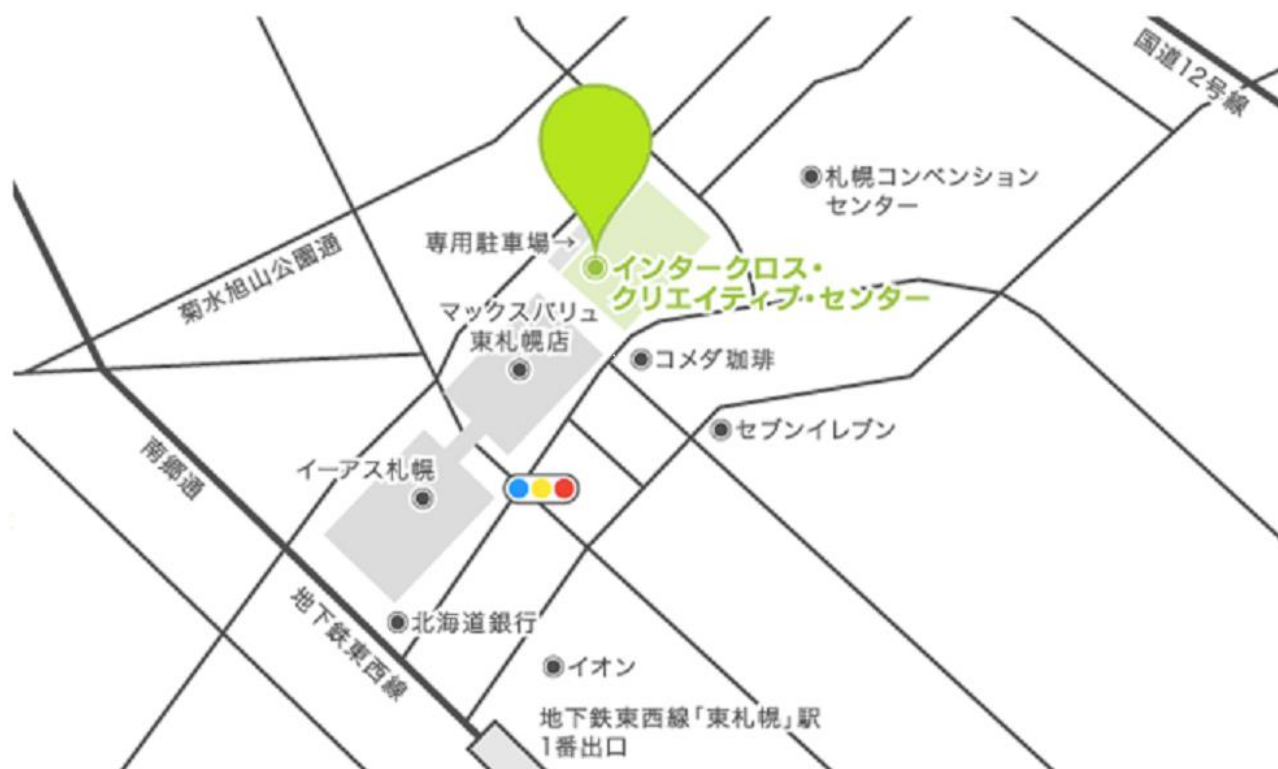 国道12号線
札幌コンベンション
センター
専用駐車場→
インタークロス・
クリエイティブ・センター
菊水旭山公園通
マックスバリュ
東札幌店
コメダ珈琲
セブンイレブン
南郷通
イーアス札幌
地下鉄東西線
北海道銀行
イオン
地下鉄東西線「東札幌」駅
1番出口